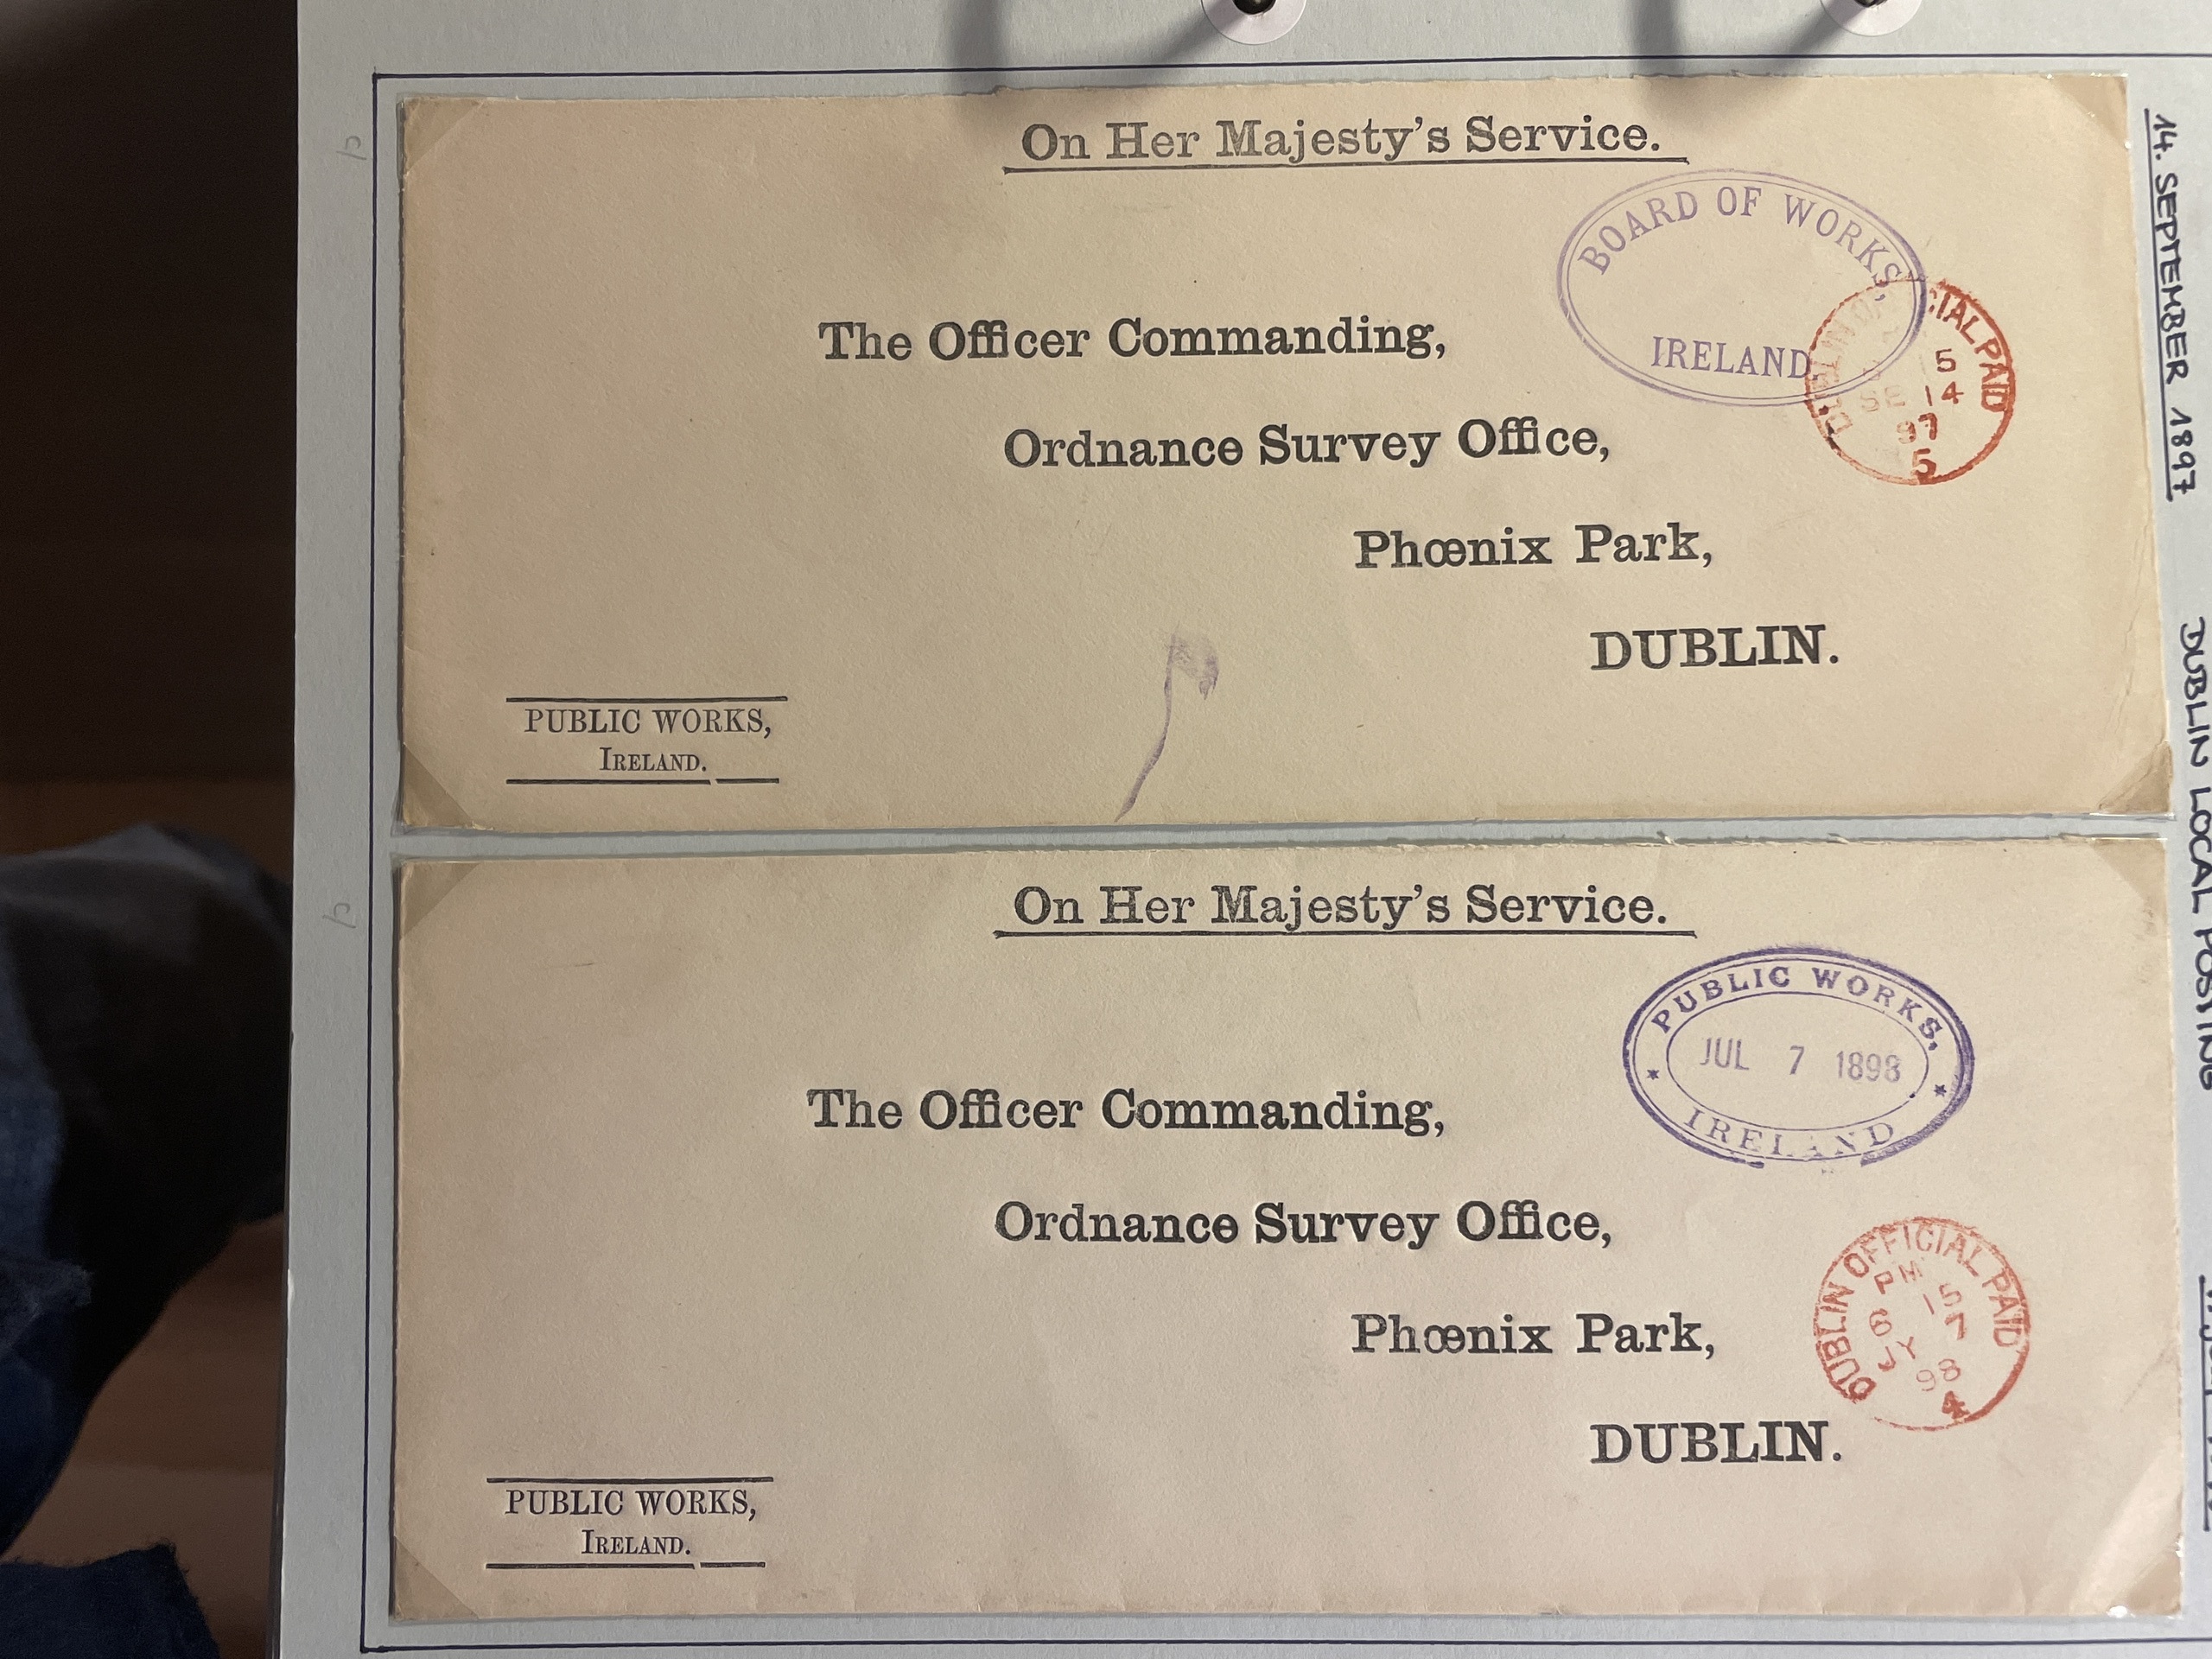 On Her Majesty's Service.
BOARD OF WORKS,
IRELAND.
The Officer Commanding,
Ordnance Survey Office,
Phœnix Park,
DUBLIN.
5
SE 14
97
5
PUBLIC WORKS,
IRELAND.
On Her Majesty's Service.
PUBLIC WORKS,
JUL 7 1898
IRELAND
The Officer Commanding,
Ordnance Survey Office,
Phœnix Park,
DUBLIN.
DUBLIN OFFICIAL PAID
PM
6 15
JY 7
98
4
PUBLIC WORKS,
IRELAND.
14. SEPTEMBER 1897
DUBLIN LOCAL POSTING